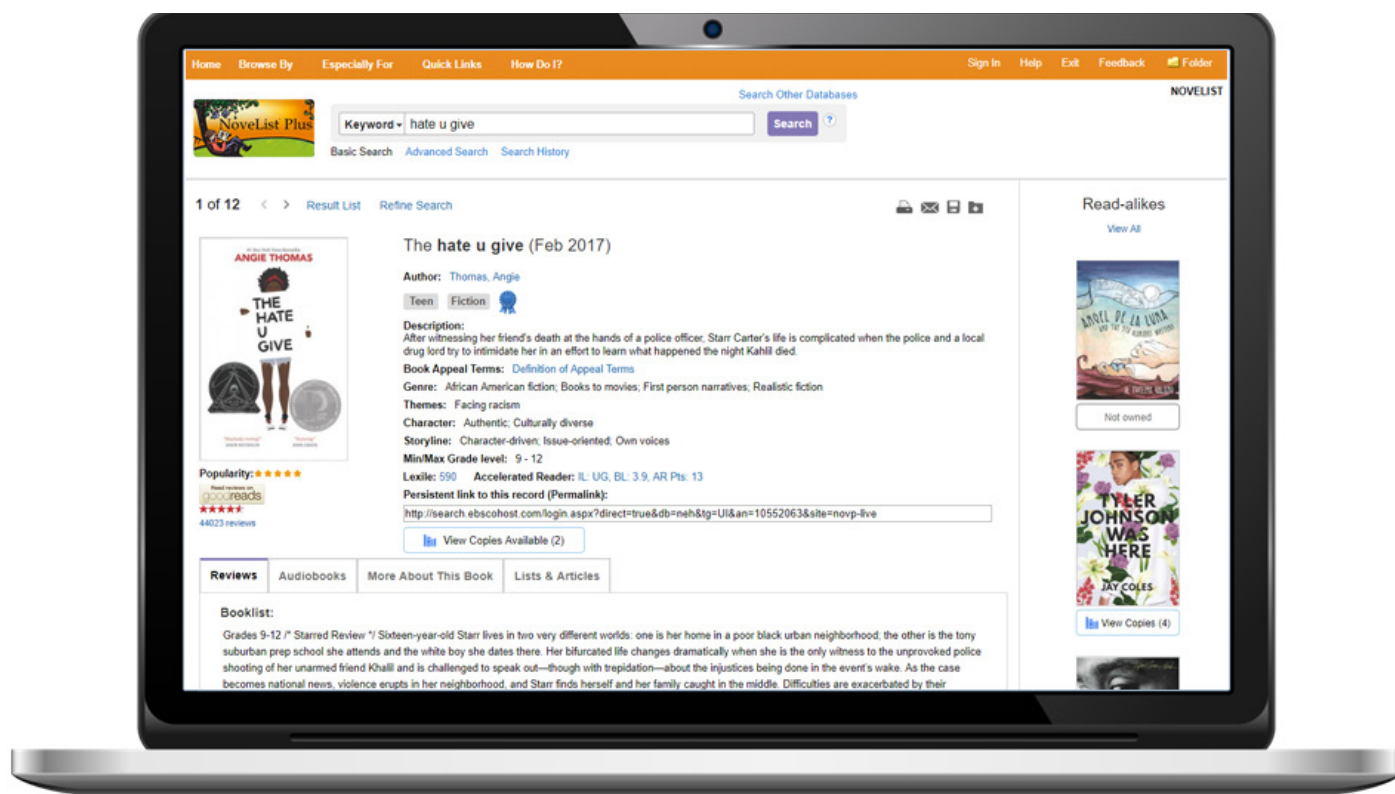 Home Browse By Especially For Quick Links How Do I? Sign In Help Exit Feedback Folder
Search Other Databases
NOVELIST
NoveList Plus
Keyword hate u give Search ?
Basic Search Advanced Search Search History
1 of 12 < > Result List Refine Search
ANGIE THOMAS
THE
HATE
U
GIVE
Popularity:
Read reviews on
goodreads
44023 reviews
The hate u give (Feb 2017)
Author: Thomas, Angie
Teen Fiction
Description:
After witnessing her friend's death at the hands of a police officer, Starr Carter's life is complicated when the police and a local
drug lord try to intimidate her in an effort to learn what happened the night Kahlil died.
Book Appeal Terms: Definition of Appeal Terms
Genre: African American fiction; Books to movies; First person narratives; Realistic fiction
Themes: Facing racism
Character: Authentic; Culturally diverse
Storyline: Character-driven; Issue-oriented; Own voices
Min/Max Grade level: 9 - 12
Lexile: 590 Accelerated Reader: IL: UG, BL: 3.9, AR Pts: 13
Persistent link to this record (Permalink):
http://search.ebscohost.com/login.aspx?direct=true&db=neh&tg=UI&an=10552063&site=novp-live
View Copies Available (2)
Reviews Audiobooks More About This Book Lists & Articles
Booklist:
Grades 9-12 /* Starred Review */ Sixteen-year-old Starr lives in two very different worlds: one is her home in a poor black urban neighborhood; the other is the tony
suburban prep school she attends and the white boy she dates there. Her bifurcated life changes dramatically when she is the only witness to the unprovoked police
shooting of her unarmed friend Khalil and is challenged to speak out—though with trepidation—about the injustices being done in the event's wake. As the case
becomes national news, violence erupts in her neighborhood, and Starr finds herself and her family caught in the middle. Difficulties are exacerbated by their
Read-alikes
View All
ANGEL DE LA LUNA
Not owned
TYLER
JOHNSON
WAS
HERE
JAY COLES
View Copies (4)